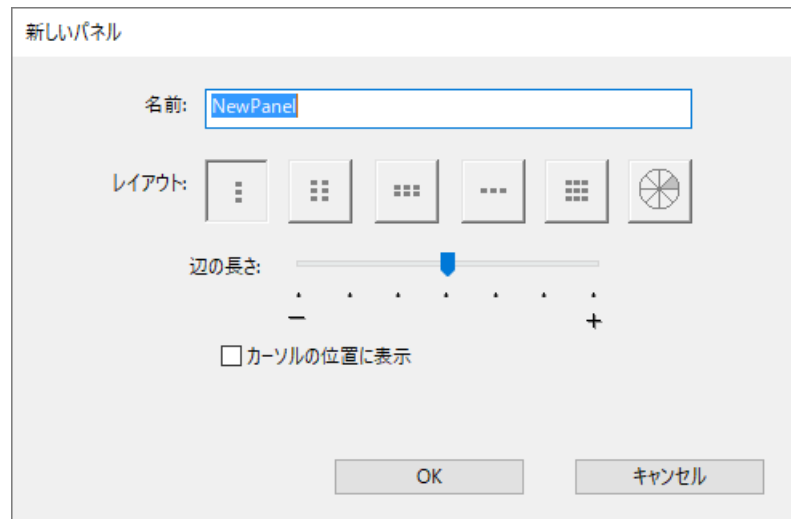 新しいパネル
名前: NewPanel
レイアウト:
辺の長さ:
− +
カーソルの位置に表示
OK キャンセル